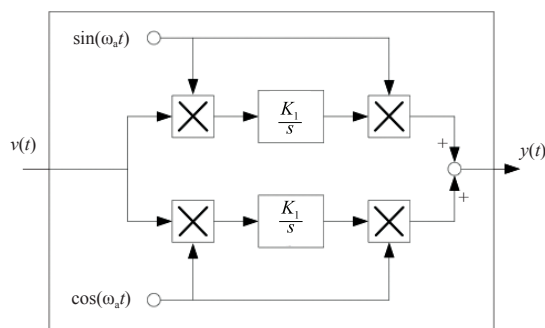 sin(ωₐt)
K₁
s
v(t)
y(t)
+
+
K₁
s
cos(ωₐt)